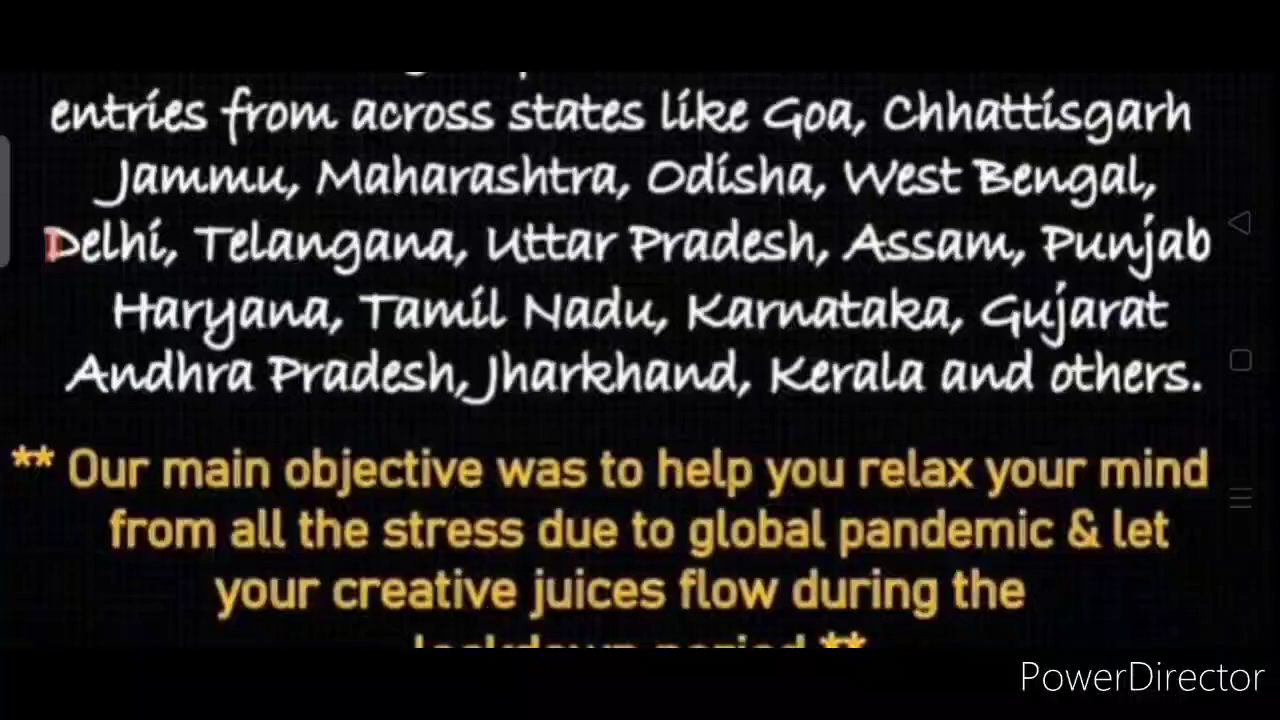 entries from across states like Goa, Chhattisgarh
Jammu, Maharashtra, Odisha, West Bengal,
Delhi, Telangana, Uttar Pradesh, Assam, Punjab
Haryana, Tamil Nadu, Karnataka, Gujarat
Andhra Pradesh, Jharkhand, Kerala and others.
** Our main objective was to help you relax your mind
from all the stress due to global pandemic & let
your creative juices flow during the
lockdown period **
PowerDirector